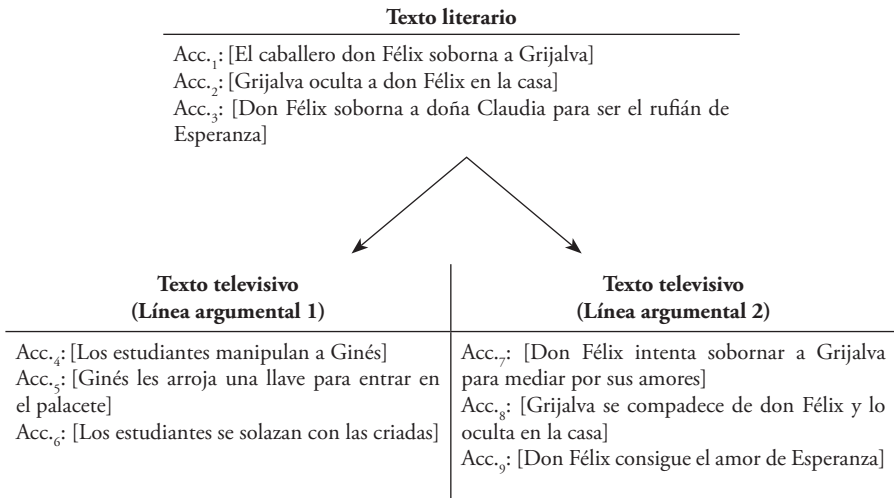 Texto literario
Acc.₁: [El caballero don Félix soborna a Grijalva]
Acc.₂: [Grijalva oculta a don Félix en la casa]
Acc.₃: [Don Félix soborna a doña Claudia para ser el rufián de
Esperanza]
Texto televisivo
(Línea argumental 1)
Acc.₄: [Los estudiantes manipulan a Ginés]
Acc.₅: [Ginés les arroja una llave para entrar en
el palacete]
Acc.₆: [Los estudiantes se solazan con las criadas]
Texto televisivo
(Línea argumental 2)
Acc.₇: [Don Félix intenta sobornar a Grijalva
para mediar por sus amores]
Acc.₈: [Grijalva se compadece de don Félix y lo
oculta en la casa]
Acc.₉: [Don Félix consigue el amor de Esperanza]